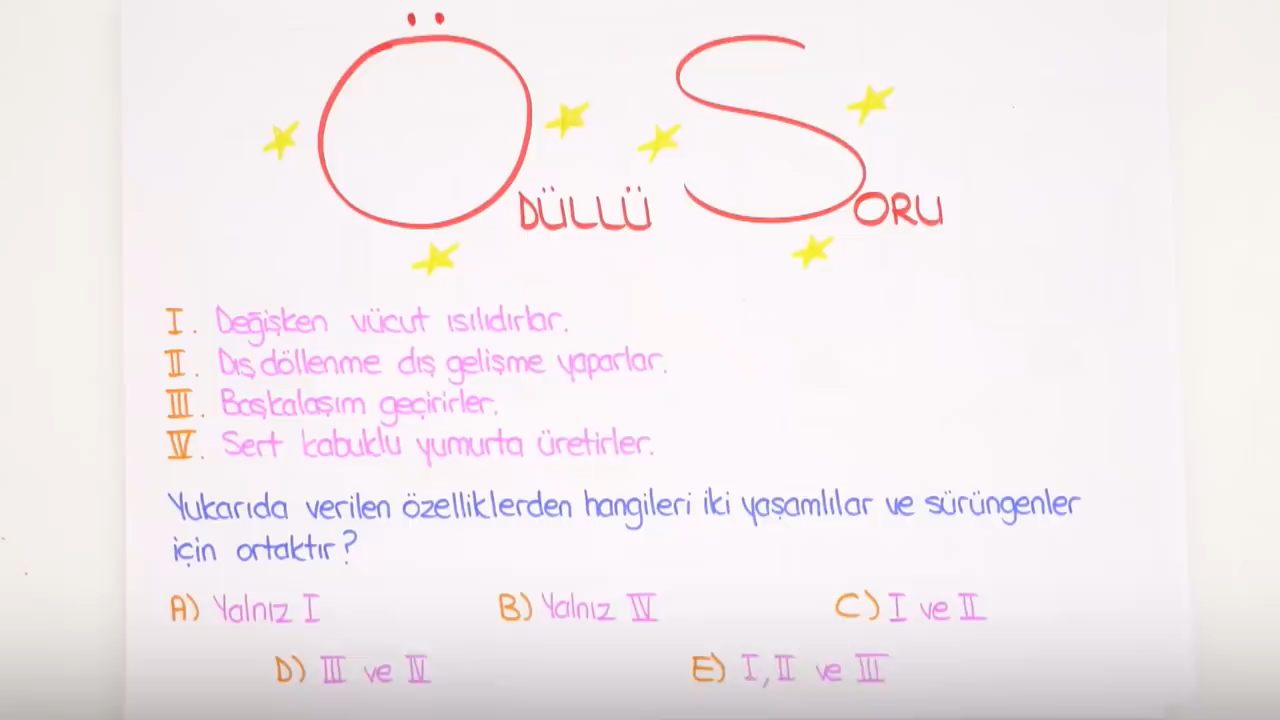 ÖDÜLLÜ SORU
I. Değişken vücut ısılıdırlar.
II. Dış döllenme dış gelişme yaparlar.
III. Başkalaşım geçirirler.
IV. Sert kabuklu yumurta üretirler.
Yukarıda verilen özelliklerden hangileri iki yaşamlılar ve sürüngenler
için ortaktır?
A) Yalnız I B) Yalnız IV C) I ve II
D) III ve IV E) I, II ve III